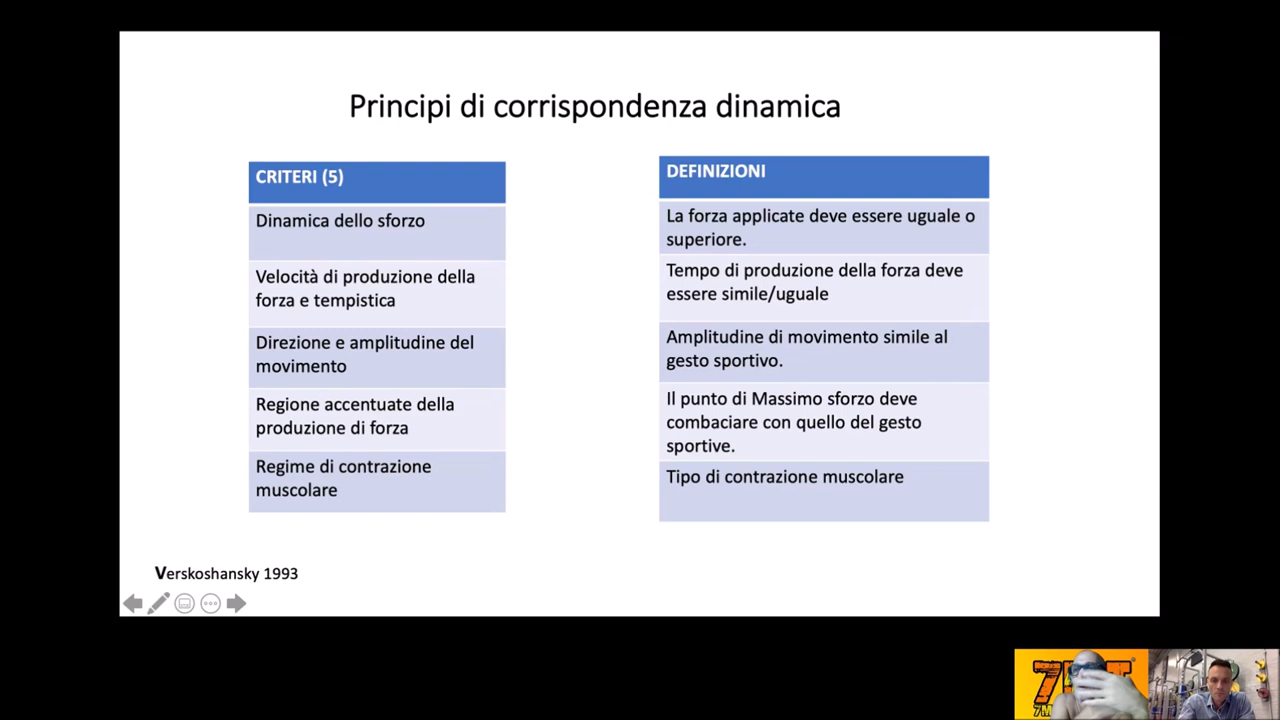 Principi di corrispondenza dinamica
CRITERI (5)
Dinamica dello sforzo
Velocità di produzione della
forza e tempistica
Direzione e amplitudine del
movimento
Regione accentuate della
produzione di forza
Regime di contrazione
muscolare
DEFINIZIONI
La forza applicate deve essere uguale o
superiore.
Tempo di produzione della forza deve
essere simile/uguale
Amplitudine di movimento simile al
gesto sportivo.
Il punto di Massimo sforzo deve
combaciare con quello del gesto
sportive.
Tipo di contrazione muscolare
Verskoshansky 1993